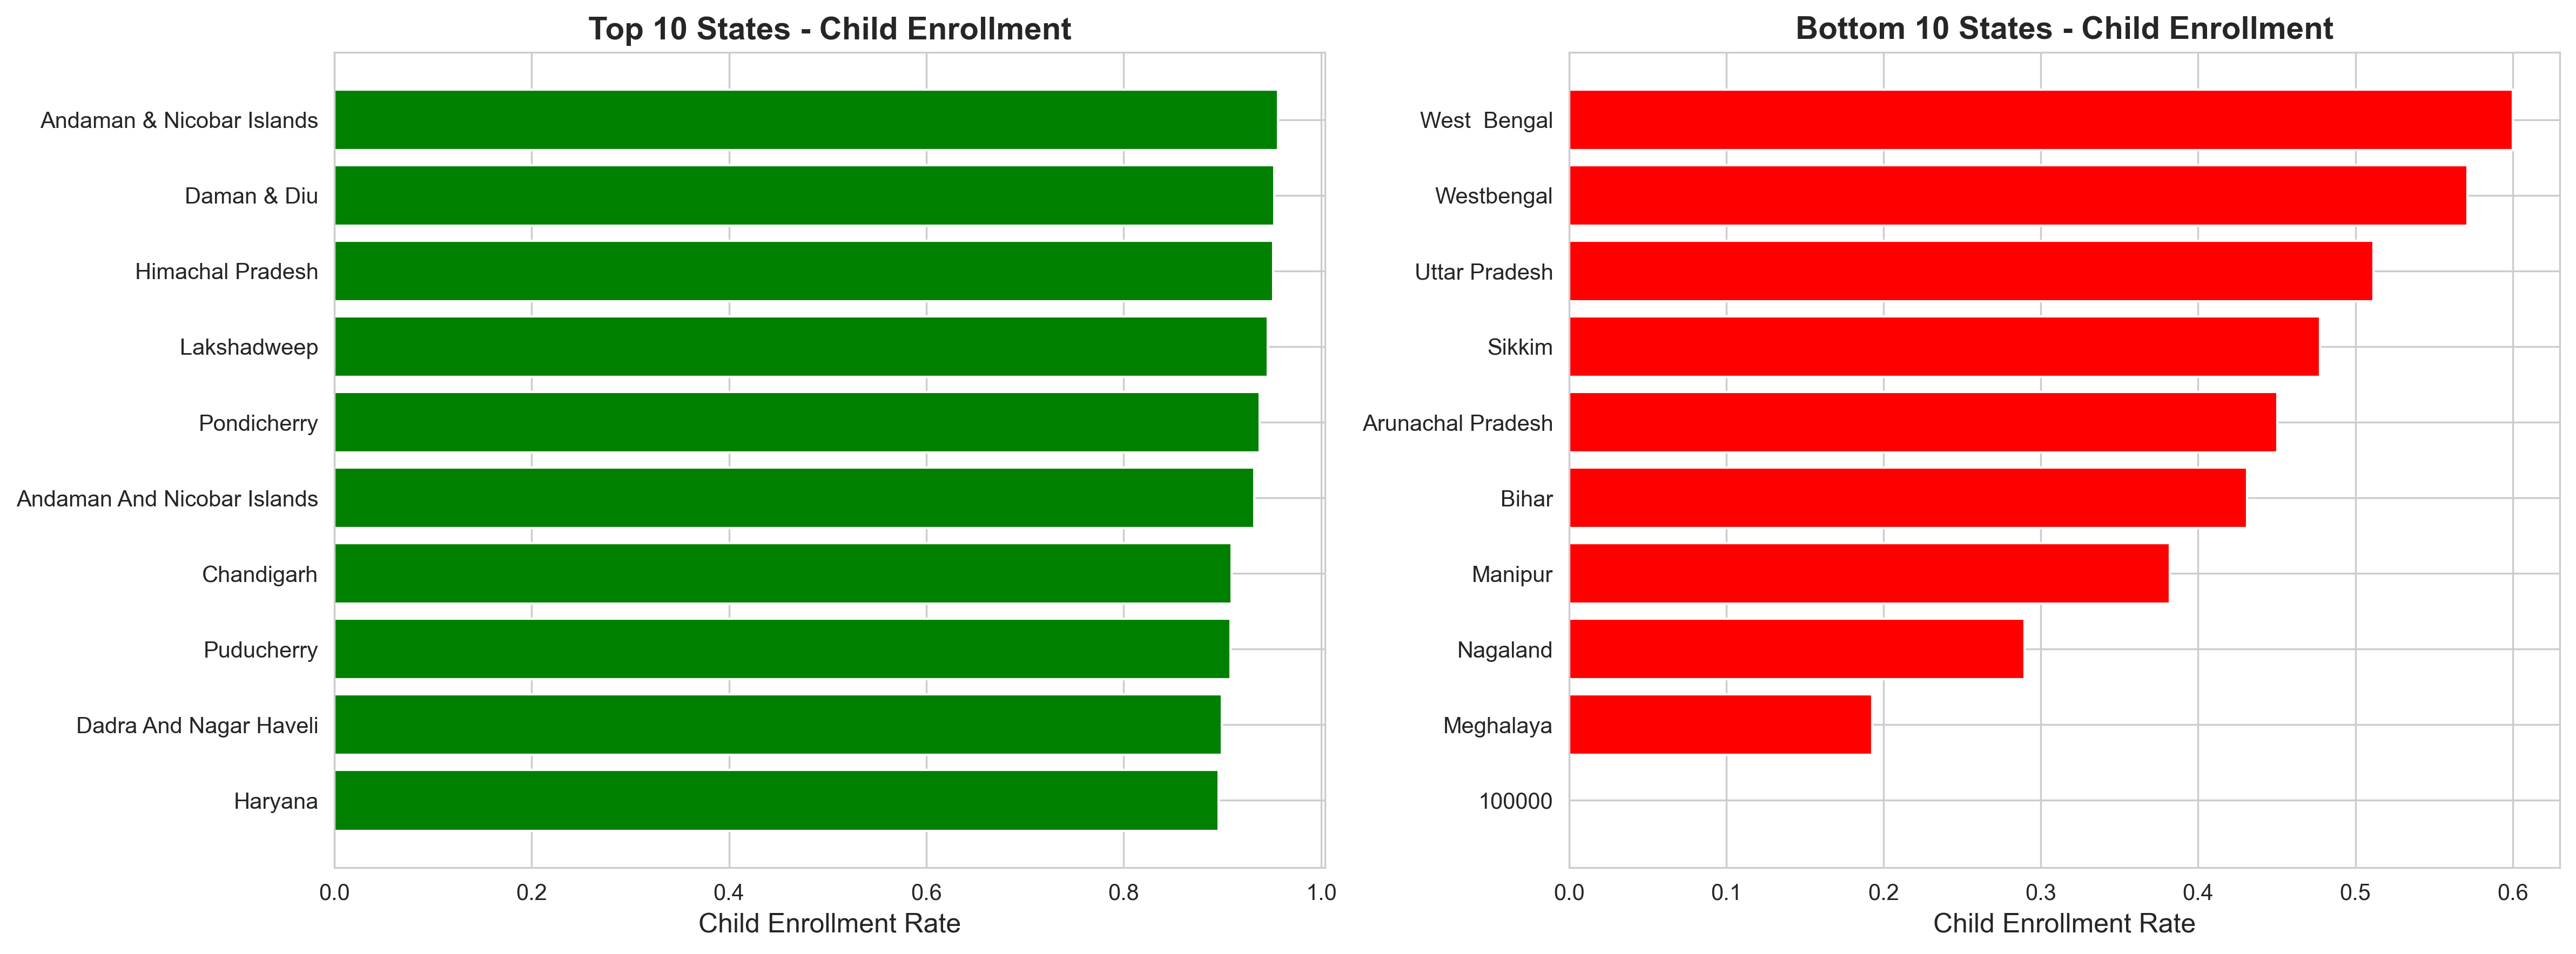 Top 10 States - Child Enrollment
Andaman & Nicobar Islands
Daman & Diu
Himachal Pradesh
Lakshadweep
Pondicherry
Andaman And Nicobar Islands
Chandigarh
Puducherry
Dadra And Nagar Haveli
Haryana
0.0 0.2 0.4 0.6 0.8 1.0
Child Enrollment Rate
Bottom 10 States - Child Enrollment
West  Bengal
Westbengal
Uttar Pradesh
Sikkim
Arunachal Pradesh
Bihar
Manipur
Nagaland
Meghalaya
100000
0.0 0.1 0.2 0.3 0.4 0.5 0.6
Child Enrollment Rate